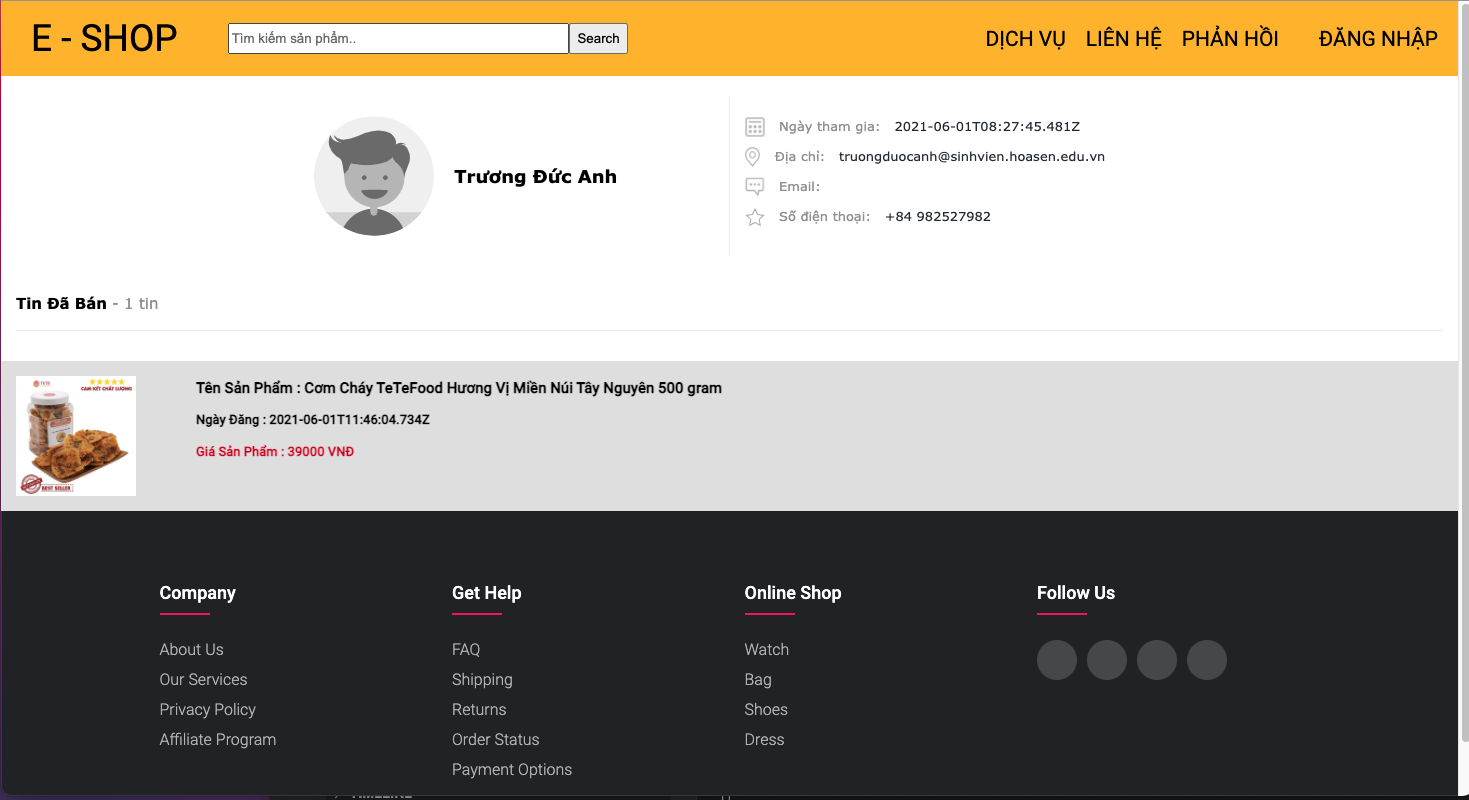 E - SHOP
Tìm kiếm sản phẩm..
Search
DỊCH VỤ
LIÊN HỆ
PHẢN HỒI
ĐĂNG NHẬP
Trương Đức Anh
Ngày tham gia: 2021-06-01T08:27:45.481Z
Địa chỉ: truongduocanh@sinhvien.hoasen.edu.vn
Email:
Số điện thoại: +84 982527982
Tin Đã Bán - 1 tin
TETE
CAM KẾT CHẤT LƯỢNG
BEST SELLER
Tên Sản Phẩm : Cơm Cháy TeTeFood Hương Vị Miền Núi Tây Nguyên 500 gram
Ngày Đăng : 2021-06-01T11:46:04.734Z
Giá Sản Phẩm : 39000 VNĐ
Company
About Us
Our Services
Privacy Policy
Affiliate Program
Get Help
FAQ
Shipping
Returns
Order Status
Payment Options
Online Shop
Watch
Bag
Shoes
Dress
Follow Us